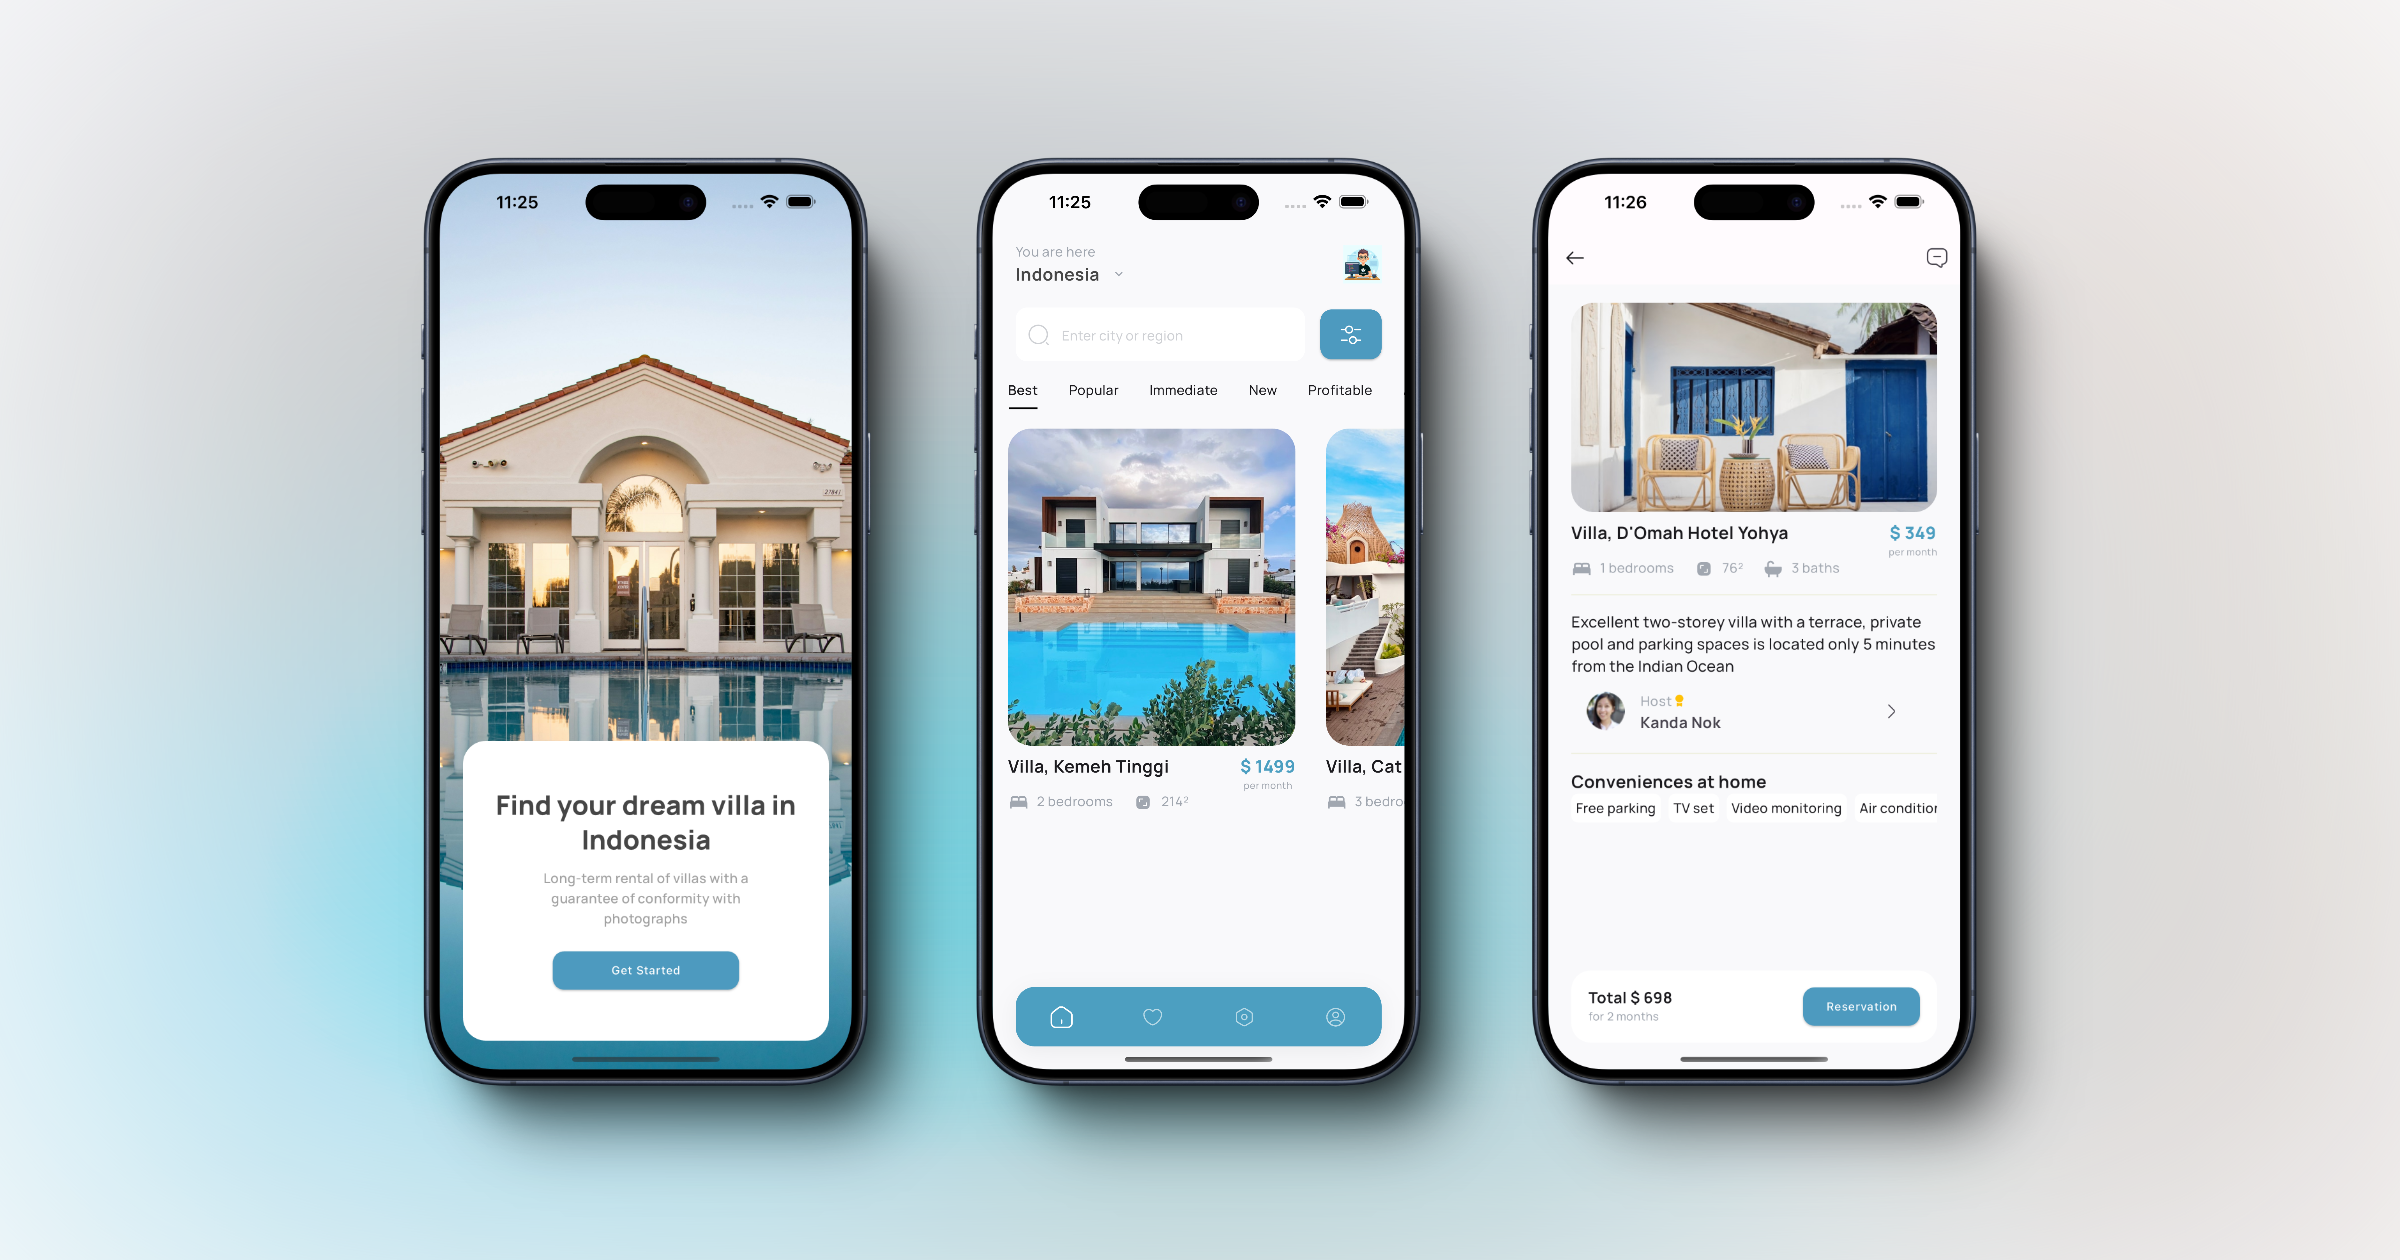 11:25
27841
Find your dream villa in
Indonesia
Long-term rental of villas with a
guarantee of conformity with
photographs
Get Started
11:25
You are here
Indonesia
Enter city or region
Best Popular Immediate New Profitable
Villa, Kemeh Tinggi $ 1499
per month
2 bedrooms 214²
Villa, Cat
3 bedro
11:26
Villa, D'Omah Hotel Yohya $ 349
per month
1 bedrooms 76² 3 baths
Excellent two-storey villa with a terrace, private
pool and parking spaces is located only 5 minutes
from the Indian Ocean
Host
Kanda Nok
Conveniences at home
Free parking TV set Video monitoring Air condition
Total $ 698
for 2 months
Reservation